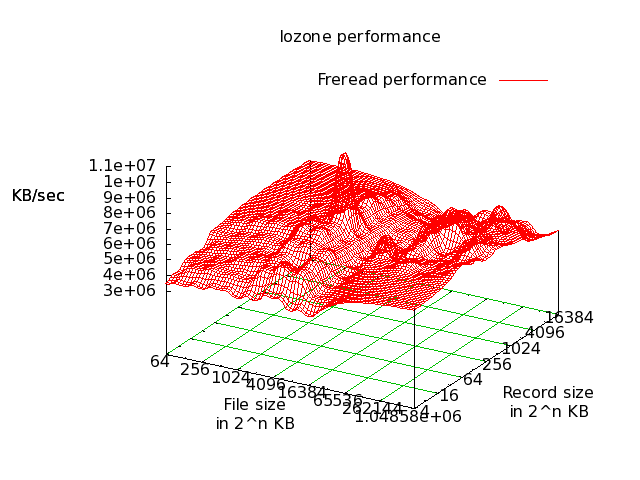 Iozone performance
Freread performance
KB/sec
1.1e+07
1e+07
9e+06
8e+06
7e+06
6e+06
5e+06
4e+06
3e+06
64
256
1024
4096
16384
65536
262144
1.04858e+06
File size
in 2^n KB
4
16
64
256
1024
4096
16384
Record size
in 2^n KB